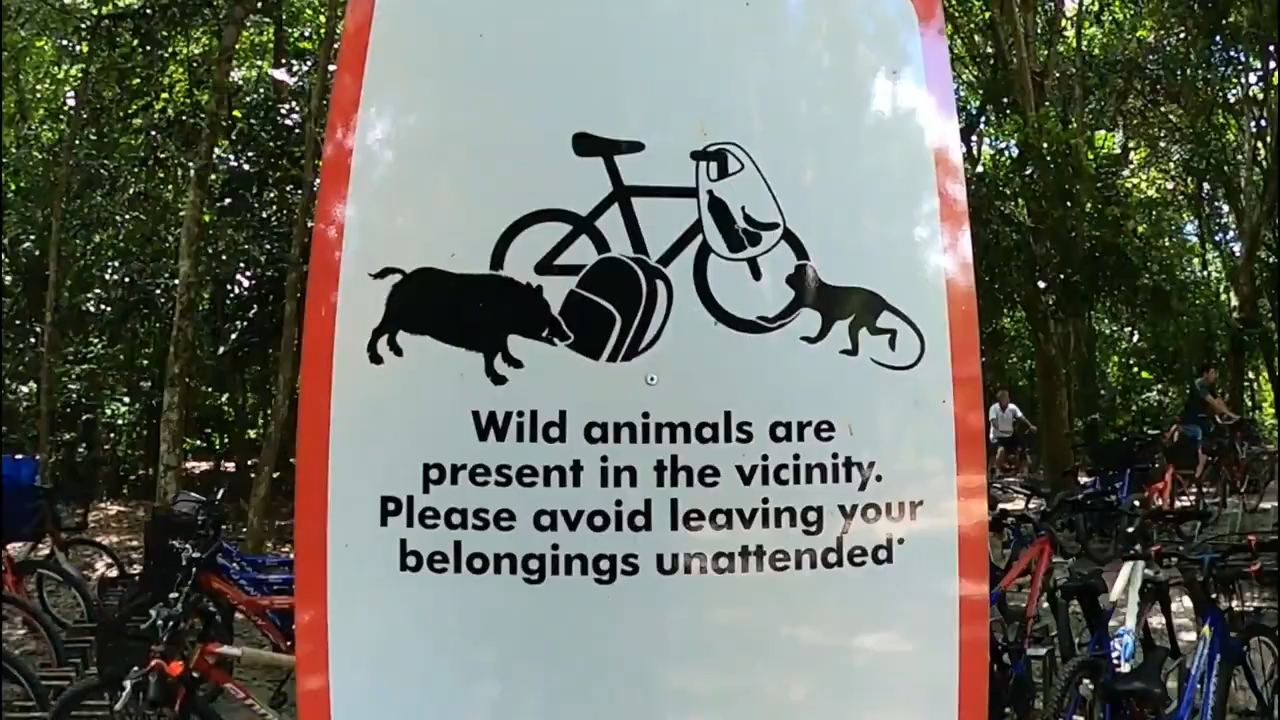 Wild animals are
present in the vicinity.
Please avoid leaving your
belongings unattended